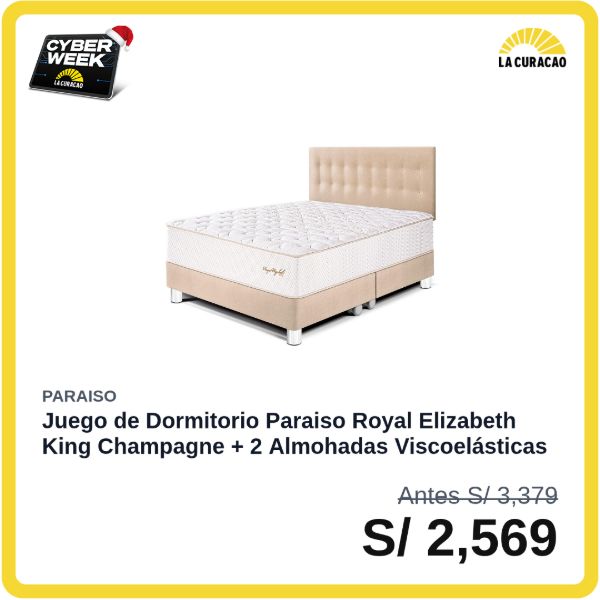 CYBER
WEEK
LA CURACAO
LA CURACAO
PARAISO
Juego de Dormitorio Paraiso Royal Elizabeth
King Champagne + 2 Almohadas Viscoelásticas
Antes S/ 3,379
S/ 2,569